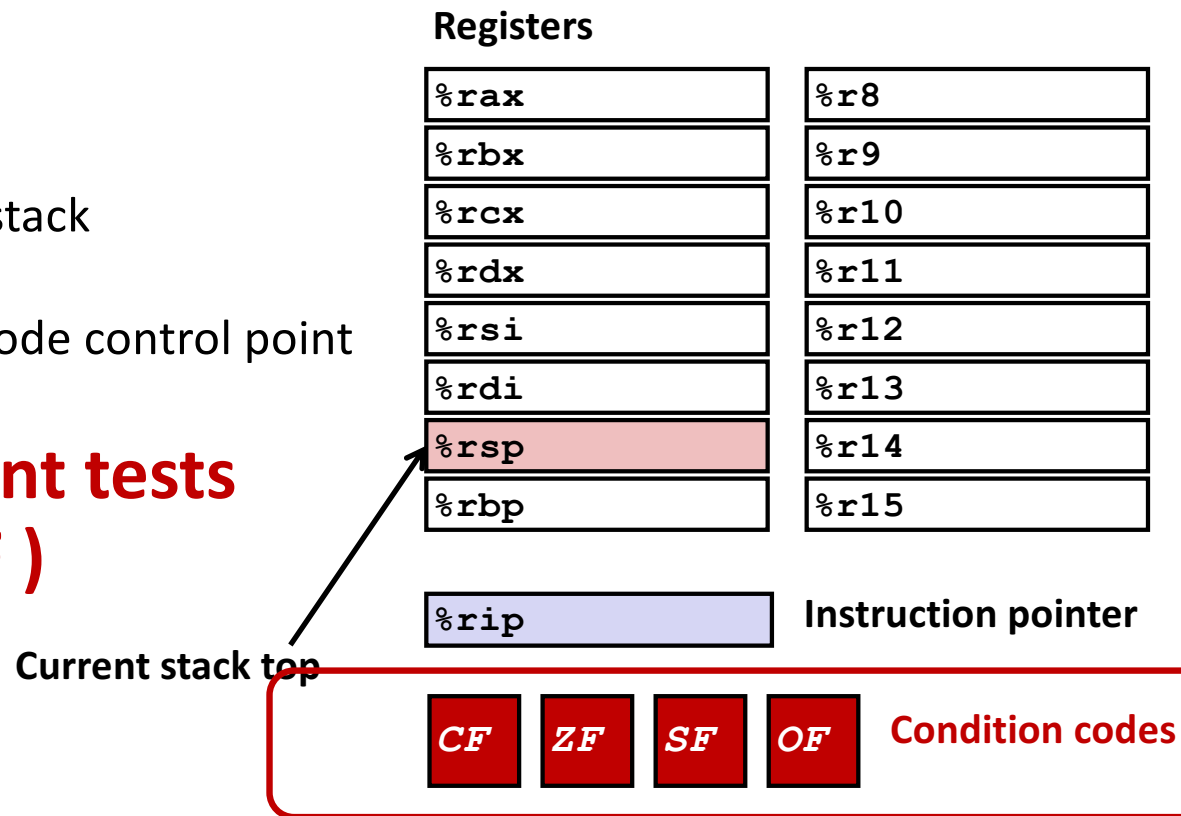 Registers
%rax %r8
%rbx %r9
stack
%rcx %r10
%rdx %r11
ode control point
%rsi %r12
%rdi %r13
nt tests
%rsp %r14
%rbp %r15
)
%rip Instruction pointer
Current stack top
CF ZF SF OF Condition codes